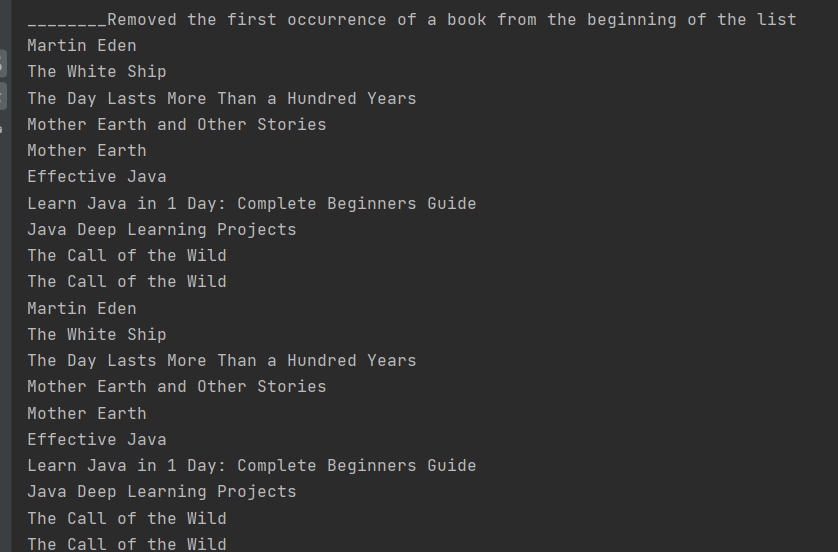 ________Removed the first occurrence of a book from the beginning of the list
Martin Eden
The White Ship
The Day Lasts More Than a Hundred Years
Mother Earth and Other Stories
Mother Earth
Effective Java
Learn Java in 1 Day: Complete Beginners Guide
Java Deep Learning Projects
The Call of the Wild
The Call of the Wild
Martin Eden
The White Ship
The Day Lasts More Than a Hundred Years
Mother Earth and Other Stories
Mother Earth
Effective Java
Learn Java in 1 Day: Complete Beginners Guide
Java Deep Learning Projects
The Call of the Wild
The Call of the Wild